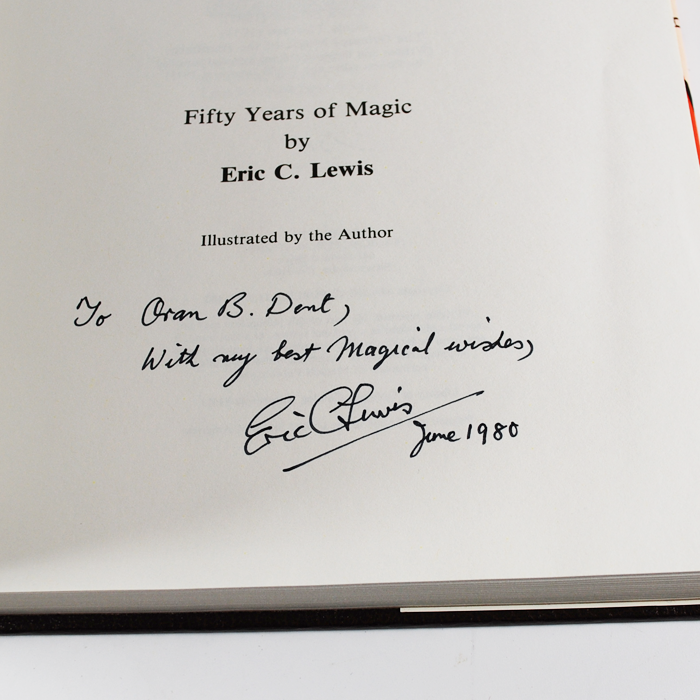 Fifty Years of Magic
by
Eric C. Lewis
Illustrated by the Author
To Oran B. Dent,
With my best Magical wishes,
Eric C Lewis
June 1980